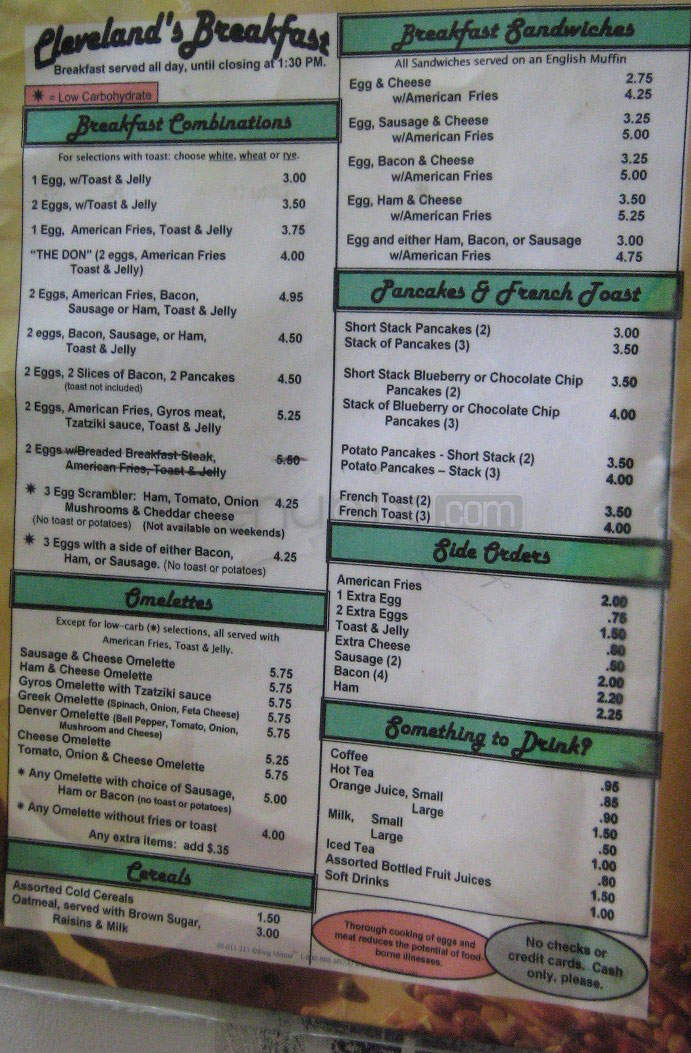 Cleveland's Breakfast
Breakfast served all day, until closing at 1:30 PM.
✷ = Low Carbohydrate
Breakfast Combinations
For selections with toast: choose white, wheat or rye.
1 Egg, w/Toast & Jelly 3.00
2 Eggs, w/Toast & Jelly 3.50
1 Egg, American Fries, Toast & Jelly 3.75
“THE DON” (2 eggs, American Fries 4.00
Toast & Jelly)
2 Eggs, American Fries, Bacon, 4.95
Sausage or Ham, Toast & Jelly
2 eggs, Bacon, Sausage, or Ham, 4.50
Toast & Jelly
2 Eggs, 2 Slices of Bacon, 2 Pancakes 4.50
(toast not included)
2 Eggs, American Fries, Gyros meat, 5.25
Tzatziki sauce, Toast & Jelly
2 Eggs w/Breaded Breakfast Steak, 5.50
American Fries, Toast & Jelly
✷ 3 Egg Scrambler: Ham, Tomato, Onion 4.25
Mushrooms & Cheddar cheese
(No toast or potatoes) (Not available on weekends)
✷ 3 Eggs with a side of either Bacon, 4.25
Ham, or Sausage. (No toast or potatoes)
Omelettes
Except for low-carb (✷) selections, all served with
American Fries, Toast & Jelly.
Sausage & Cheese Omelette 5.75
Ham & Cheese Omelette 5.75
Gyros Omelette with Tzatziki sauce 5.75
Greek Omelette (Spinach, Onion, Feta Cheese) 5.75
Denver Omelette (Bell Pepper, Tomato, Onion, 5.75
Mushroom and Cheese)
Cheese Omelette 5.25
Tomato, Onion & Cheese Omelette 5.75
✷ Any Omelette with choice of Sausage, 5.00
Ham or Bacon (no toast or potatoes)
✷ Any Omelette without fries or toast 4.00
Any extra items: add $.35
Cereals
Assorted Cold Cereals 1.50
Oatmeal, served with Brown Sugar, 3.00
Raisins & Milk
Breakfast Sandwiches
All Sandwiches served on an English Muffin
Egg & Cheese 2.75
w/American Fries 4.25
Egg, Sausage & Cheese 3.25
w/American Fries 5.00
Egg, Bacon & Cheese 3.25
w/American Fries 5.00
Egg, Ham & Cheese 3.50
w/American Fries 5.25
Egg and either Ham, Bacon, or Sausage 3.00
w/American Fries 4.75
Pancakes & French Toast
Short Stack Pancakes (2) 3.00
Stack of Pancakes (3) 3.50
Short Stack Blueberry or Chocolate Chip 3.50
Pancakes (2)
Stack of Blueberry or Chocolate Chip 4.00
Pancakes (3)
Potato Pancakes - Short Stack (2) 3.50
Potato Pancakes – Stack (3) 4.00
French Toast (2) 3.50
French Toast (3) 4.00
.com
Side Orders
American Fries 2.00
1 Extra Egg .75
2 Extra Eggs 1.50
Toast & Jelly .80
Extra Cheese .50
Sausage (2) 2.00
Bacon (4) 2.20
Ham 2.25
Something to Drink?
Coffee .95
Hot Tea .85
Orange Juice, Small .90
Large 1.50
Milk, Small .50
Large 1.00
Iced Tea .80
Assorted Bottled Fruit Juices 1.50
Soft Drinks 1.00
Thorough cooking of eggs and
meat reduces the potential of food-
borne illnesses.
No checks or
credit cards. Cash
only, please.